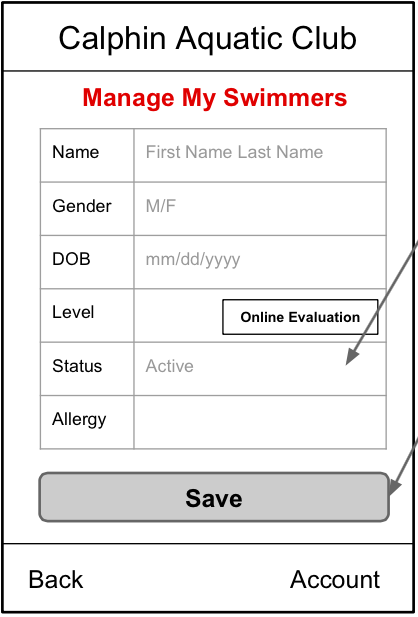 Calphin Aquatic Club
Manage My Swimmers
Name First Name Last Name
Gender M/F
DOB mm/dd/yyyy
Level Online Evaluation
Status Active
Allergy
Save
Back Account